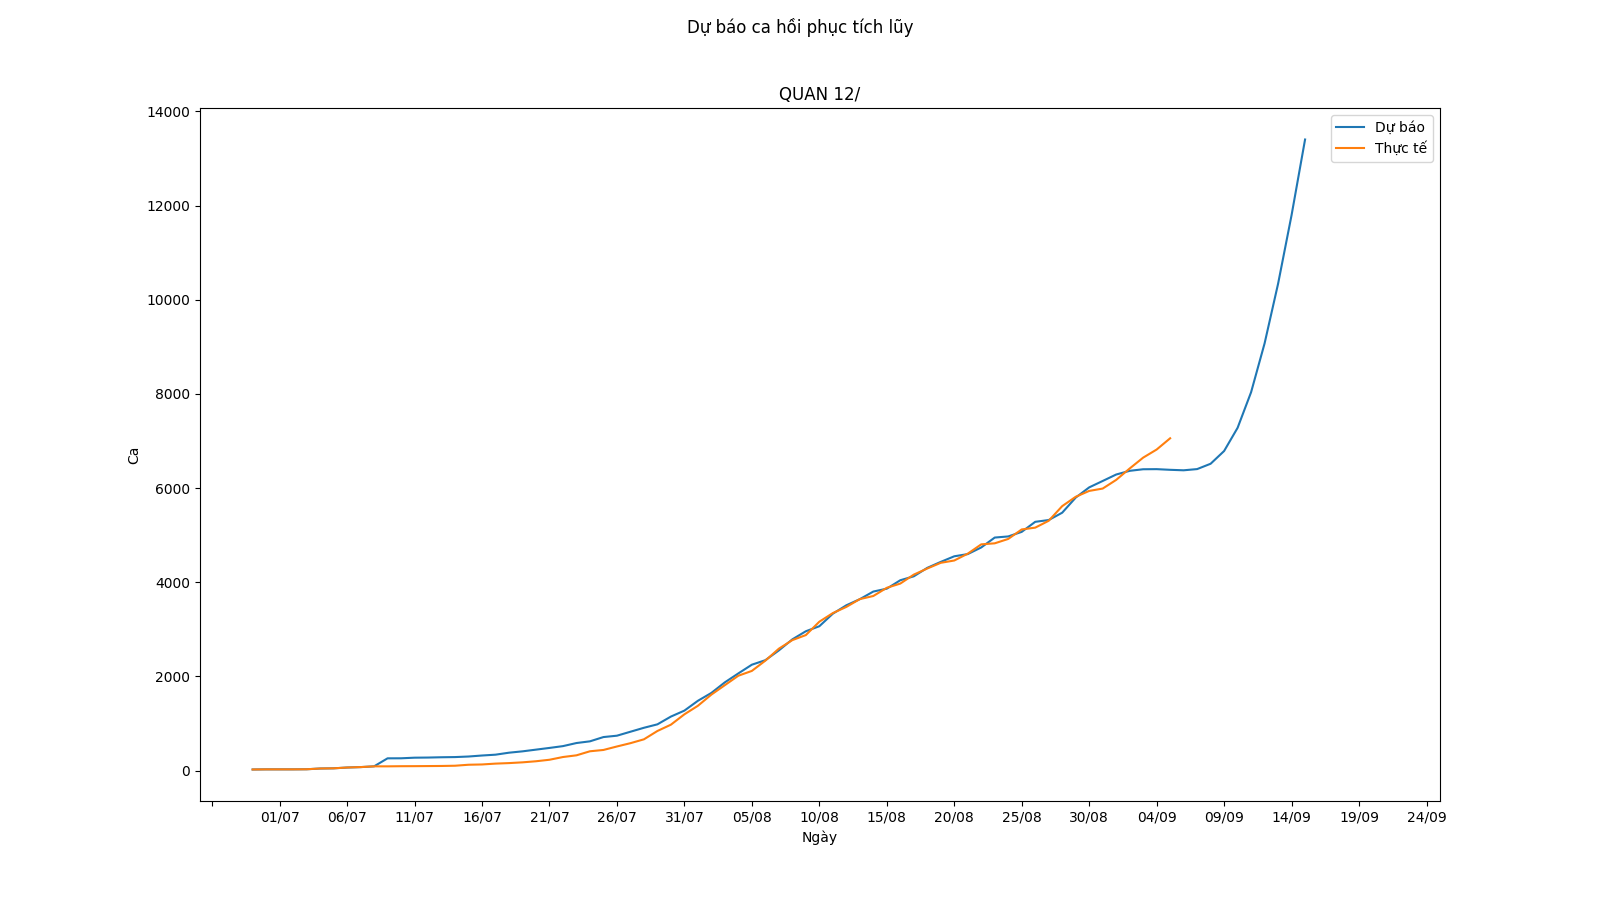 Dự báo ca hồi phục tích lũy
QUAN 12/
14000
12000
10000
8000
6000
4000
2000
0
Ca
Dự báo
Thực tế
01/07 06/07 11/07 16/07 21/07 26/07 31/07 05/08 10/08 15/08 20/08 25/08 30/08 04/09 09/09 14/09 19/09 24/09
Ngày